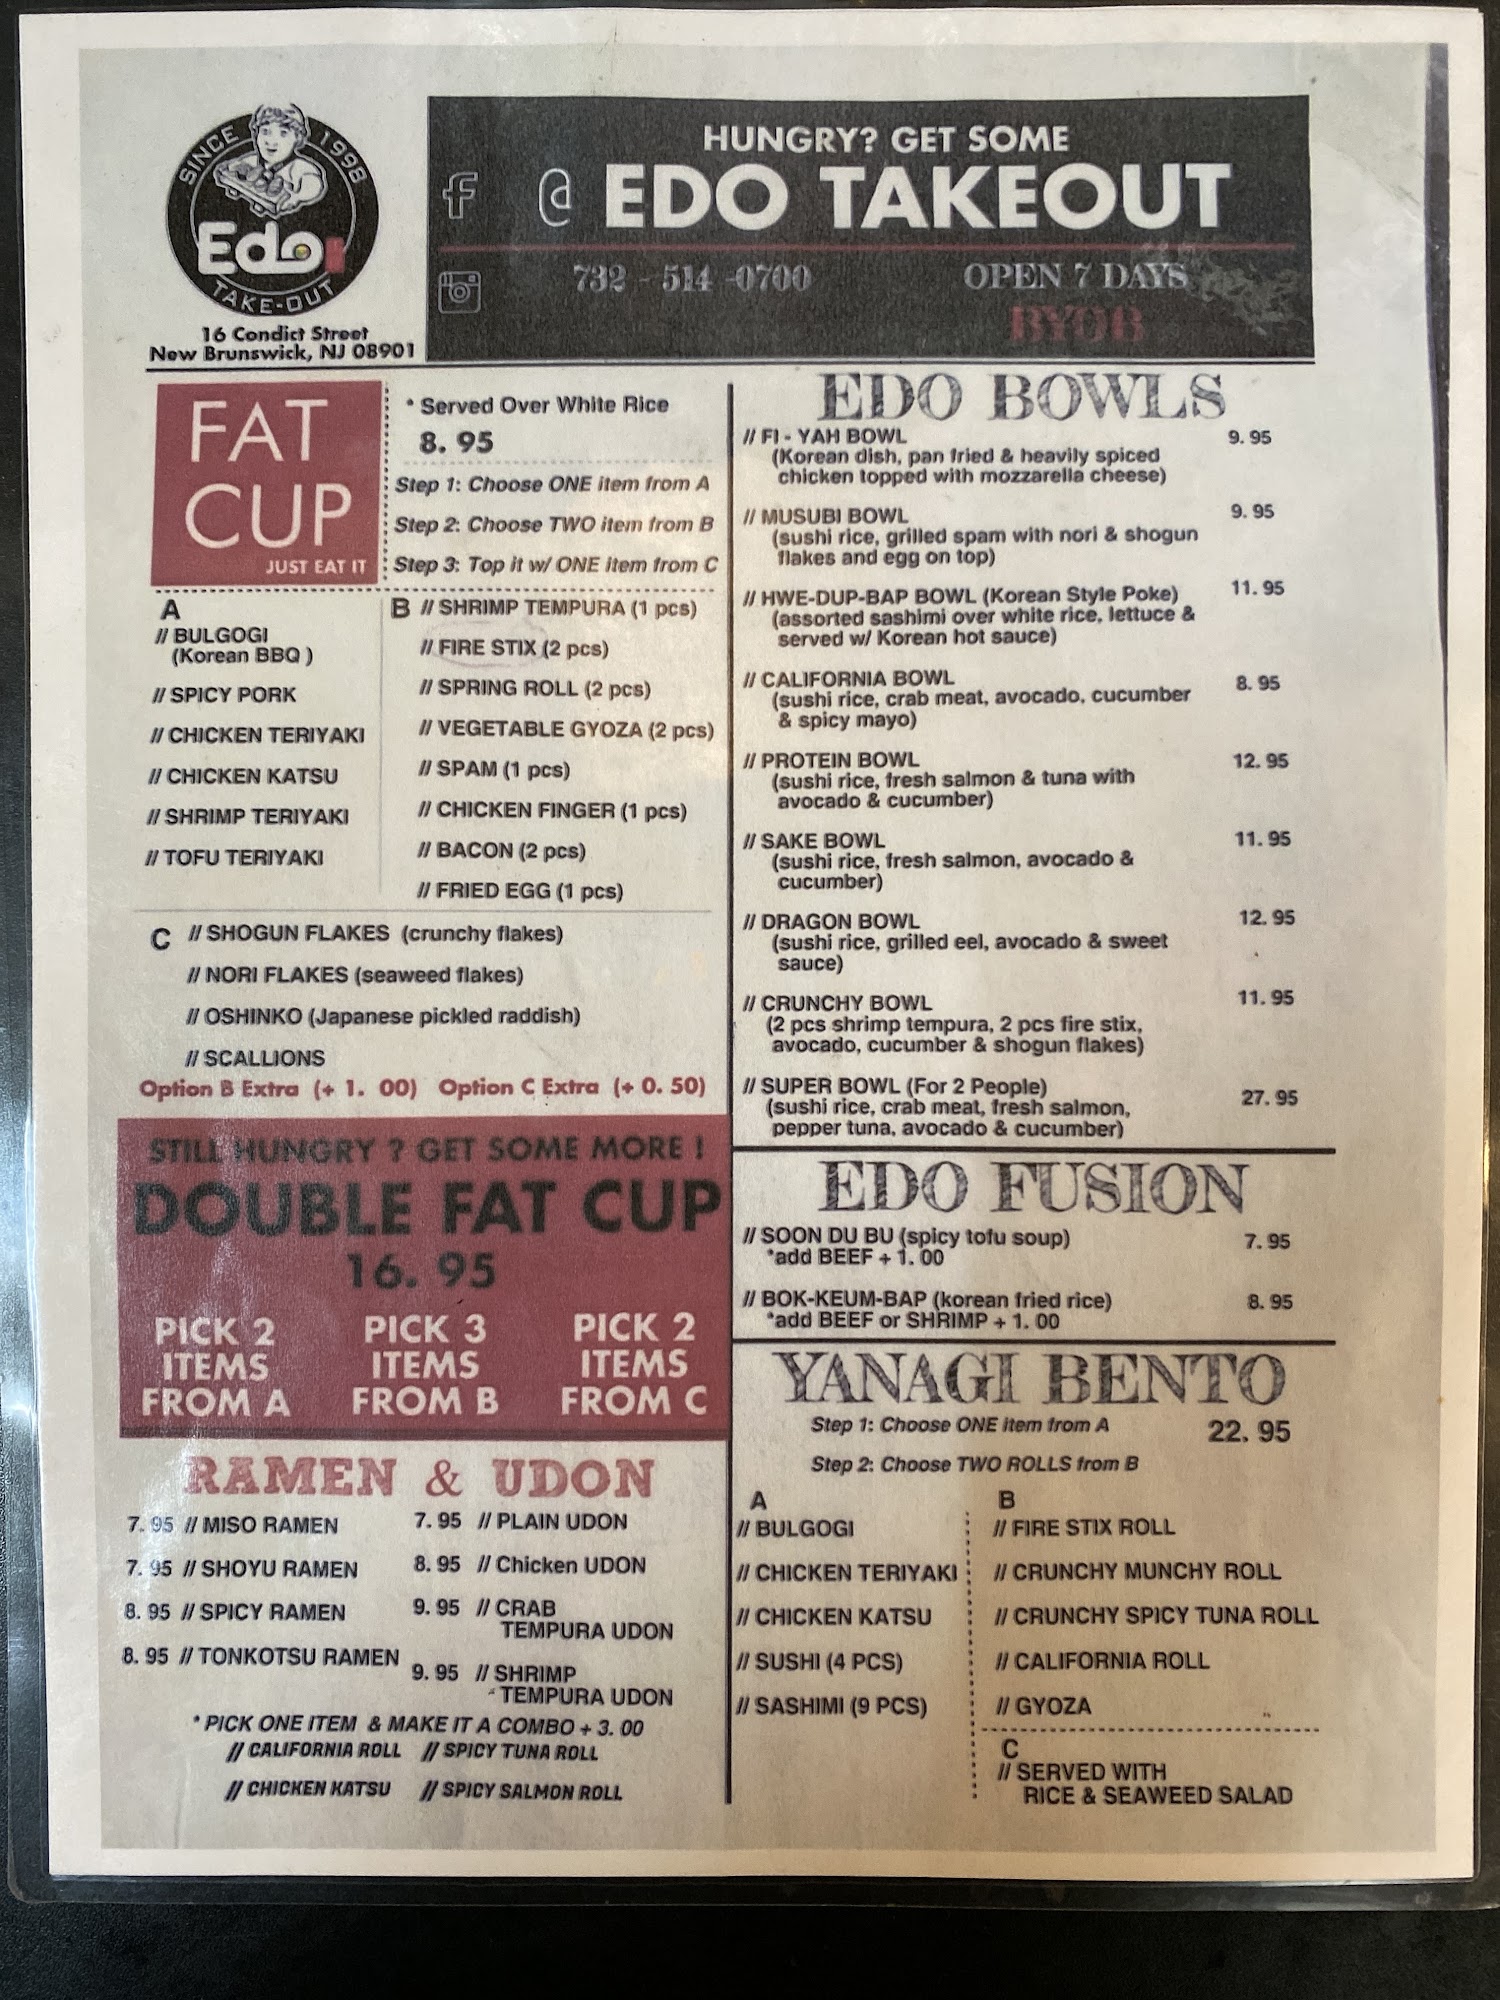 SINCE 1998
Edo
TAKE-OUT
16 Condict Street
New Brunswick, NJ 08901
HUNGRY? GET SOME
@ EDO TAKEOUT
732 - 514 -0700
OPEN 7 DAYS
BYOB
FAT
CUP
JUST EAT IT
* Served Over White Rice
8. 95
Step 1: Choose ONE item from A
Step 2: Choose TWO item from B
Step 3: Top it w/ ONE item from C
A
// BULGOGI
(Korean BBQ )
// SPICY PORK
// CHICKEN TERIYAKI
// CHICKEN KATSU
// SHRIMP TERIYAKI
// TOFU TERIYAKI
B // SHRIMP TEMPURA (1 pcs)
// FIRE STIX (2 pcs)
// SPRING ROLL (2 pcs)
// VEGETABLE GYOZA (2 pcs)
// SPAM (1 pcs)
// CHICKEN FINGER (1 pcs)
// BACON (2 pcs)
// FRIED EGG (1 pcs)
C // SHOGUN FLAKES (crunchy flakes)
// NORI FLAKES (seaweed flakes)
// OSHINKO (Japanese pickled raddish)
// SCALLIONS
Option B Extra (+ 1. 00) Option C Extra (+ 0. 50)
STILL HUNGRY ? GET SOME MORE !
DOUBLE FAT CUP
16. 95
PICK 2
ITEMS
FROM A
PICK 3
ITEMS
FROM B
PICK 2
ITEMS
FROM C
RAMEN & UDON
7. 95 // MISO RAMEN
7. 95 // SHOYU RAMEN
8. 95 // SPICY RAMEN
8. 95 // TONKOTSU RAMEN
7. 95 // PLAIN UDON
8. 95 // Chicken UDON
9. 95 // CRAB
TEMPURA UDON
9. 95 // SHRIMP
TEMPURA UDON
* PICK ONE ITEM & MAKE IT A COMBO + 3. 00
// CALIFORNIA ROLL // SPICY TUNA ROLL
// CHICKEN KATSU // SPICY SALMON ROLL
EDO BOWLS
// FI - YAH BOWL 9. 95
(Korean dish, pan fried & heavily spiced
chicken topped with mozzarella cheese)
// MUSUBI BOWL 9. 95
(sushi rice, grilled spam with nori & shogun
flakes and egg on top)
// HWE-DUP-BAP BOWL (Korean Style Poke) 11. 95
(assorted sashimi over white rice, lettuce &
served w/ Korean hot sauce)
// CALIFORNIA BOWL 8. 95
(sushi rice, crab meat, avocado, cucumber
& spicy mayo)
// PROTEIN BOWL 12. 95
(sushi rice, fresh salmon & tuna with
avocado & cucumber)
// SAKE BOWL 11. 95
(sushi rice, fresh salmon, avocado &
cucumber)
// DRAGON BOWL 12. 95
(sushi rice, grilled eel, avocado & sweet
sauce)
// CRUNCHY BOWL 11. 95
(2 pcs shrimp tempura, 2 pcs fire stix,
avocado, cucumber & shogun flakes)
// SUPER BOWL (For 2 People) 27. 95
(sushi rice, crab meat, fresh salmon,
pepper tuna, avocado & cucumber)
EDO FUSION
// SOON DU BU (spicy tofu soup) 7. 95
*add BEEF + 1. 00
// BOK-KEUM-BAP (korean fried rice) 8. 95
*add BEEF or SHRIMP + 1. 00
YANAGI BENTO
Step 1: Choose ONE item from A 22. 95
Step 2: Choose TWO ROLLS from B
A
// BULGOGI
// CHICKEN TERIYAKI
// CHICKEN KATSU
// SUSHI (4 PCS)
// SASHIMI (9 PCS)
B
// FIRE STIX ROLL
// CRUNCHY MUNCHY ROLL
// CRUNCHY SPICY TUNA ROLL
// CALIFORNIA ROLL
// GYOZA
C
// SERVED WITH
RICE & SEAWEED SALAD